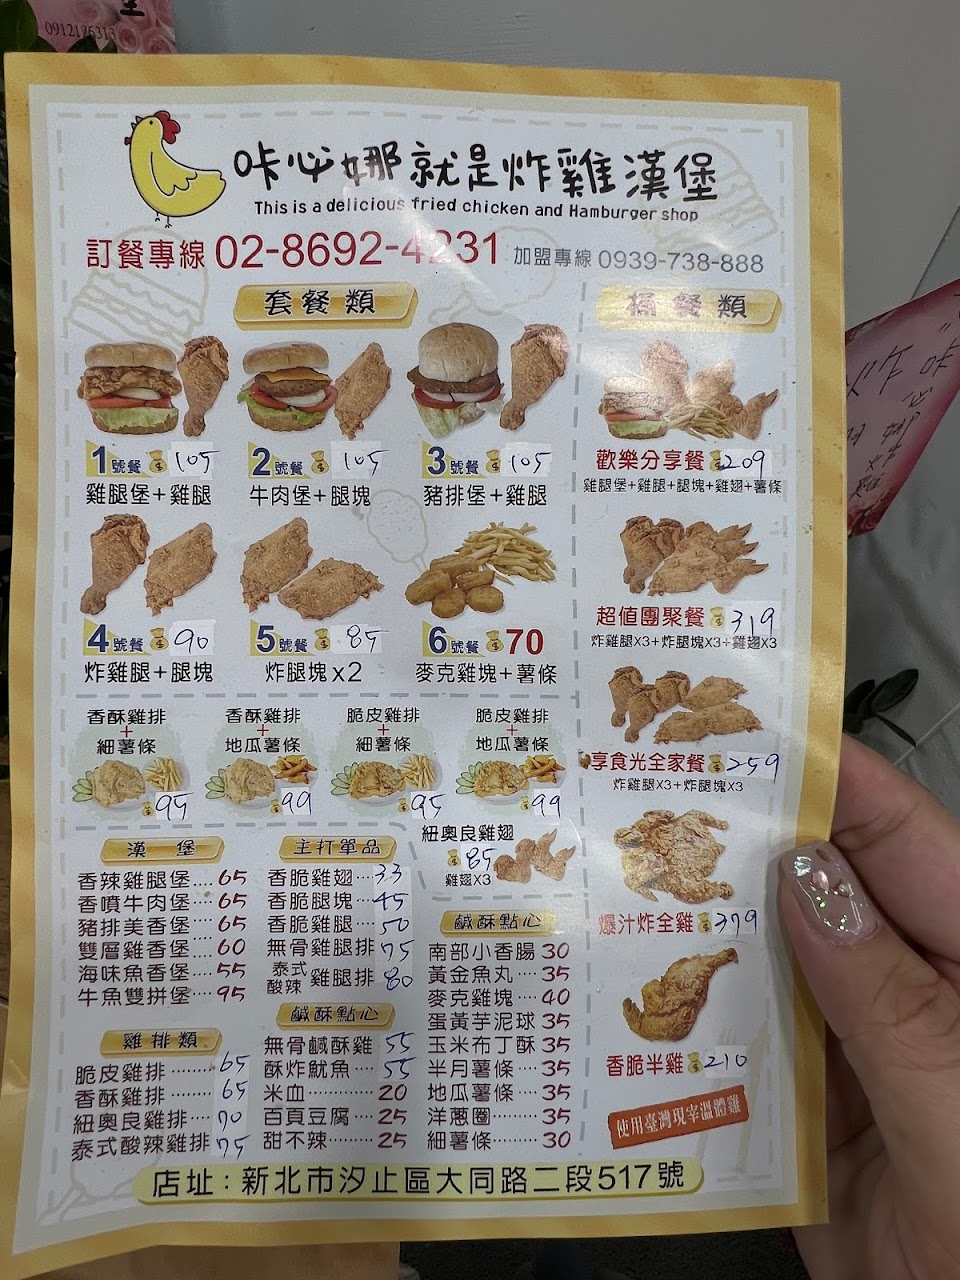 0912126313
咔必娜就是炸雞漢堡
This is a delicious fried chicken and Hamburger shop
訂餐專線 02-8692-4231 加盟專線 0939-738-888
套餐類
1號餐 105
雞腿堡+雞腿
2號餐 105
牛肉堡+腿塊
3號餐 105
豬排堡+雞腿
4號餐 90
炸雞腿+腿塊
5號餐 85
炸腿塊x2
6號餐 70
麥克雞塊+薯條
香酥雞排
+
細薯條
95
香酥雞排
+
地瓜薯條
99
脆皮雞排
+
細薯條
95
脆皮雞排
+
地瓜薯條
99
桶餐類
歡樂分享餐 209
雞腿堡+雞腿+腿塊+雞翅+薯條
超值團聚餐 319
炸雞腿X3+炸腿塊X3+雞翅X3
享食光全家餐 259
炸雞腿X3+炸腿塊X3
爆汁炸全雞 379
香脆半雞 210
使用臺灣現宰溫體雞
漢堡
香辣雞腿堡....65
香噴牛肉堡....65
豬排美香堡....65
雙層雞香堡....60
海味魚香堡....55
牛魚雙拼堡....95
雞排類
脆皮雞排........65
香酥雞排........65
紐奧良雞排....70
泰式酸辣雞排 75
主打單品
香脆雞翅...33
香脆腿塊...45
香脆雞腿...50
無骨雞腿排 75
泰式酸辣 雞腿排 80
鹹酥點心
無骨鹹酥雞 55
酥炸魷魚...55
米血............20
百頁豆腐....25
甜不辣........25
紐奧良雞翅
85
雞翅X3
鹹酥點心
南部小香腸 30
黃金魚丸....35
麥克雞塊....40
蛋黃芋泥球 35
玉米布丁酥 35
半月薯條....35
地瓜薯條....35
洋蔥圈........35
細薯條........30
店址:新北市汐止區大同路二段517號